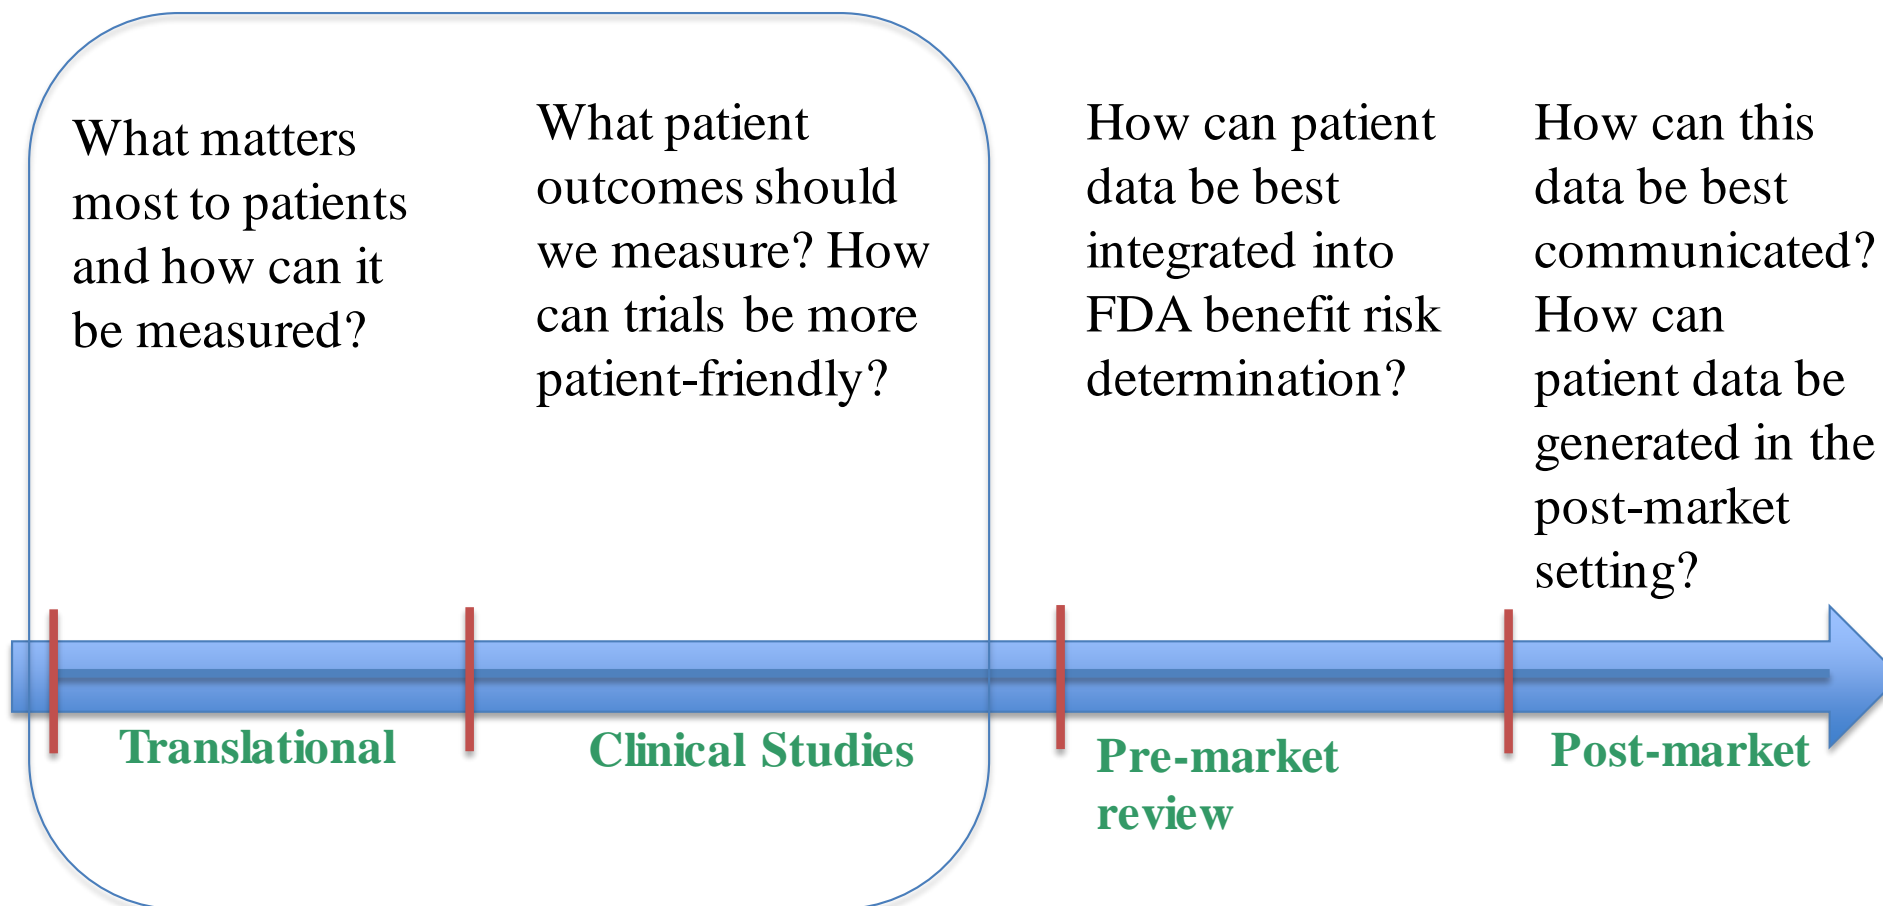 What matters
most to patients
and how can it
be measured?
What patient
outcomes should
we measure? How
can trials be more
patient-friendly?
How can patient
data be best
integrated into
FDA benefit risk
determination?
How can this
data be best
communicated?
How can
patient data be
generated in the
post-market
setting?
Translational
Clinical Studies
Pre-market
review
Post-market